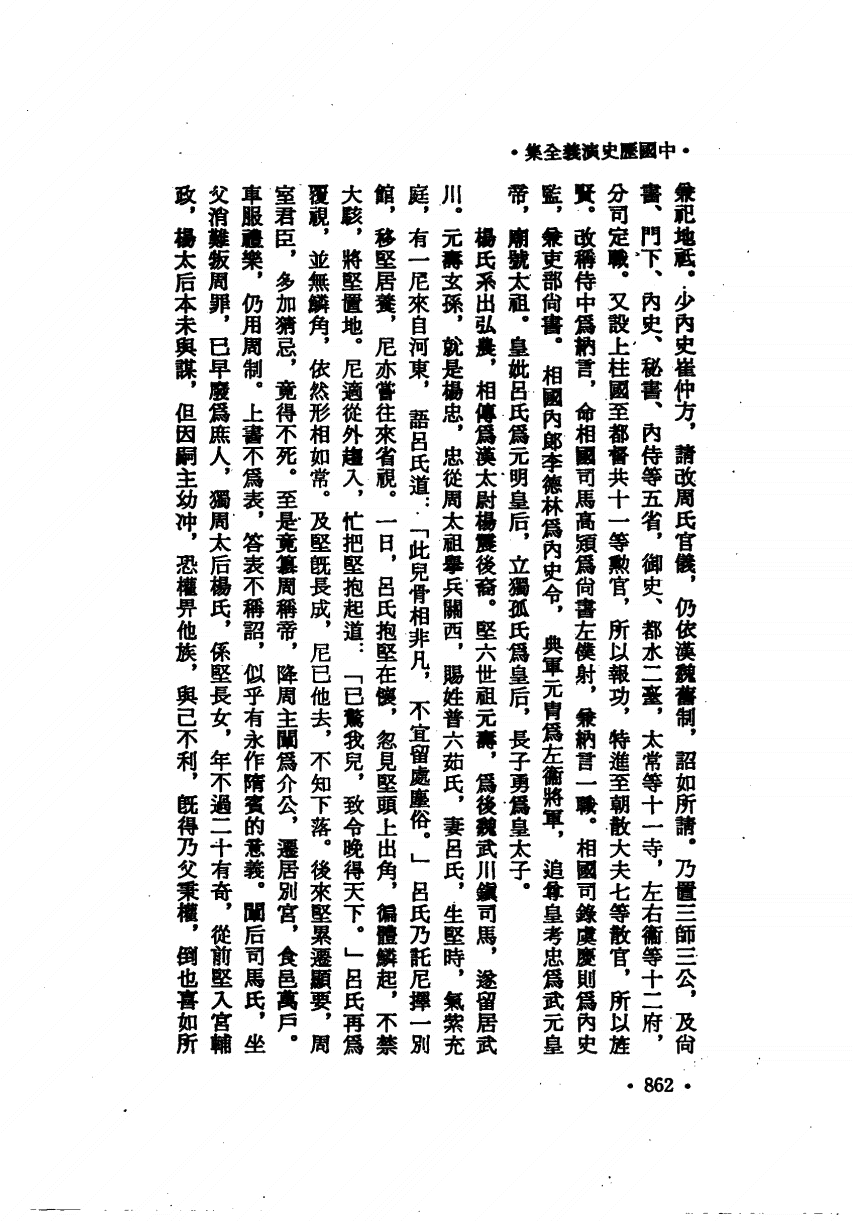 •中國歷史演義全集•
兼祀地祇。少內史崔仲方，請改周氏官儀，仍依漢魏舊制，詔如所請。乃置三師三公，及尙
書、門下、內史、秘書、內侍等五省，御史、都水二臺，太常等十一寺，左右衞等十二府，
分司定職。又設上柱國至都督共十一等勳官，所以報功，特進至朝散大夫七等散官，所以旌
賢。改稱侍中爲納言，命相國司馬高熲爲尙書左僕射，兼納言一職。相國司錄虞慶則爲內史
監，兼吏部尙書。相國內郎李德林爲內史令，典軍元胄爲左衞將軍，追尊皇考忠爲武元皇
帝，廟號太祖。皇妣呂氏爲元明皇后，立獨孤氏爲皇后，長子勇爲皇太子。
楊氏系出弘農，相傳爲漢太尉楊震後裔。堅六世祖元壽，爲後魏武川鎭司馬，遂留居武
川。元壽玄孫，就是楊忠，忠從周太祖擧兵關西，賜姓普六茹氏，妻呂氏，生堅時，氣紫充
庭，有一尼來自河東，語呂氏道：「此兒骨相非凡，不宜留處塵俗。」呂氏乃託尼擇一別
館，移堅居養，尼亦嘗往來省視。一日，呂氏抱堅在懷，忽見堅頭上出角，徧體鱗起，不禁
大駭，將堅置地。尼適從外趨入，忙把堅抱起道：「已驚我兒，致令晚得天下。」呂氏再爲
覆視，並無鱗角，依然形相如常。及堅旣長成，尼已他去，不知下落。後來堅累遷顯要，周
室君臣，多加猜忌，竟得不死。至是竟篡周稱帝，降周主闡爲介公，遷居別宮，食邑萬戶。
車服禮樂，仍用周制。上書不爲表，答表不稱詔，似乎有永作隋賓的意義。闡后司馬氏，坐
父消難叛周罪，已早廢爲庶人，獨周太后楊氏，係堅長女，年不過二十有奇，從前堅入宮輔
政，楊太后本未與謀，但因嗣主幼冲，恐權畀他族，與己不利，旣得乃父秉權，倒也喜如所
•862•